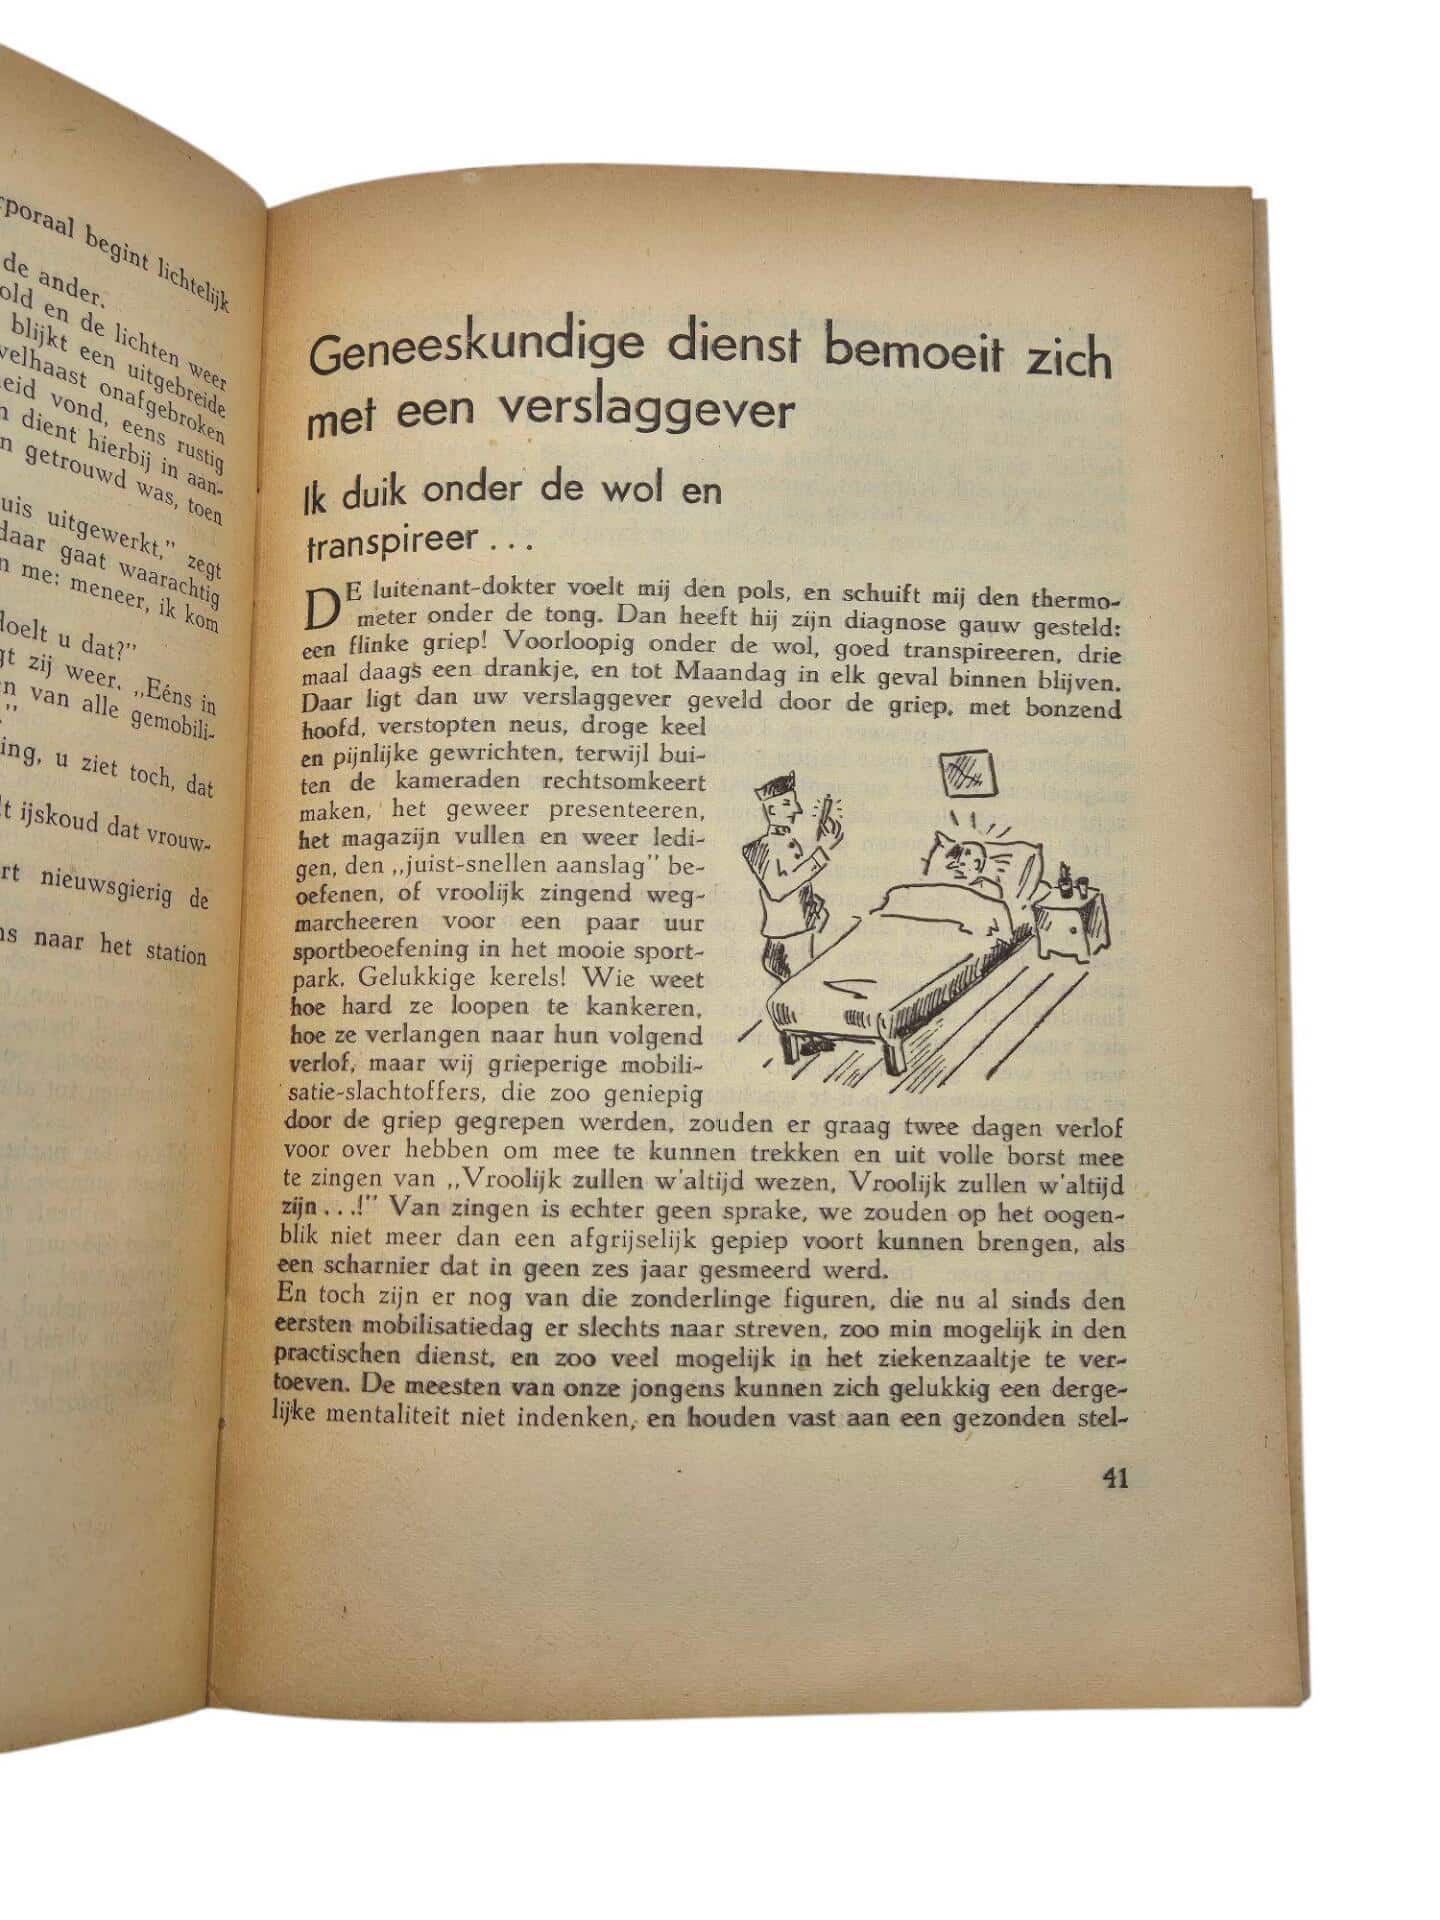 rporaal begint lichtelijk
de ander.
old en de lichten weer
blijkt een uitgebreide
velhaast onafgebroken
eid vond, eens rustig
n dient hierbij in aan-
n getrouwd was, toen
uis uitgewerkt,” zegt
daar gaat waarachtig
n me: meneer, ik kom
doelt u dat?”
gt zij weer. „Eéns in
n van alle gemobili-
”
ing, u ziet toch, dat
lt ijskoud dat vrouw-
rt nieuwsgierig de
ns naar het station
Geneeskundige dienst bemoeit zich
met een verslaggever
Ik duik onder de wol en
transpireer . . .
DE luitenant-dokter voelt mij den pols, en schuift mij den thermo-
meter onder de tong. Dan heeft hij zijn diagnose gauw gesteld:
een flinke griep! Voorloopig onder de wol, goed transpireeren, drie
maal daags een drankje, en tot Maandag in elk geval binnen blijven.
Daar ligt dan uw verslaggever geveld door de griep, met bonzend
hoofd, verstopten neus, droge keel
en pijnlijke gewrichten, terwijl bui-
ten de kameraden rechtsomkeert
maken, het geweer presenteeren,
het magazijn vullen en weer ledi-
gen, den „juist-snellen aanslag” be-
oefenen, of vroolijk zingend weg-
marcheeren voor een paar uur
sportbeoefening in het mooie sport-
park. Gelukkige kerels! Wie weet
hoe hard ze loopen te kankeren,
hoe ze verlangen naar hun volgend
verlof, maar wij grieperige mobili-
satie-slachtoffers, die zoo geniepig
door de griep gegrepen werden, zouden er graag twee dagen verlof
voor over hebben om mee te kunnen trekken en uit volle borst mee
te zingen van „Vroolijk zullen w'altijd wezen, Vroolijk zullen w'altijd
zijn . . .!” Van zingen is echter geen sprake, we zouden op het oogen-
blik niet meer dan een afgrijselijk gepiep voort kunnen brengen, als
een scharnier dat in geen zes jaar gesmeerd werd.
En toch zijn er nog van die zonderlinge figuren, die nu al sinds den
eersten mobilisatiedag er slechts naar streven, zoo min mogelijk in den
practischen dienst, en zoo veel mogelijk in het ziekenzaaltje te ver-
toeven. De meesten van onze jongens kunnen zich gelukkig een derge-
lijke mentaliteit niet indenken, en houden vast aan een gezonden stel-
41